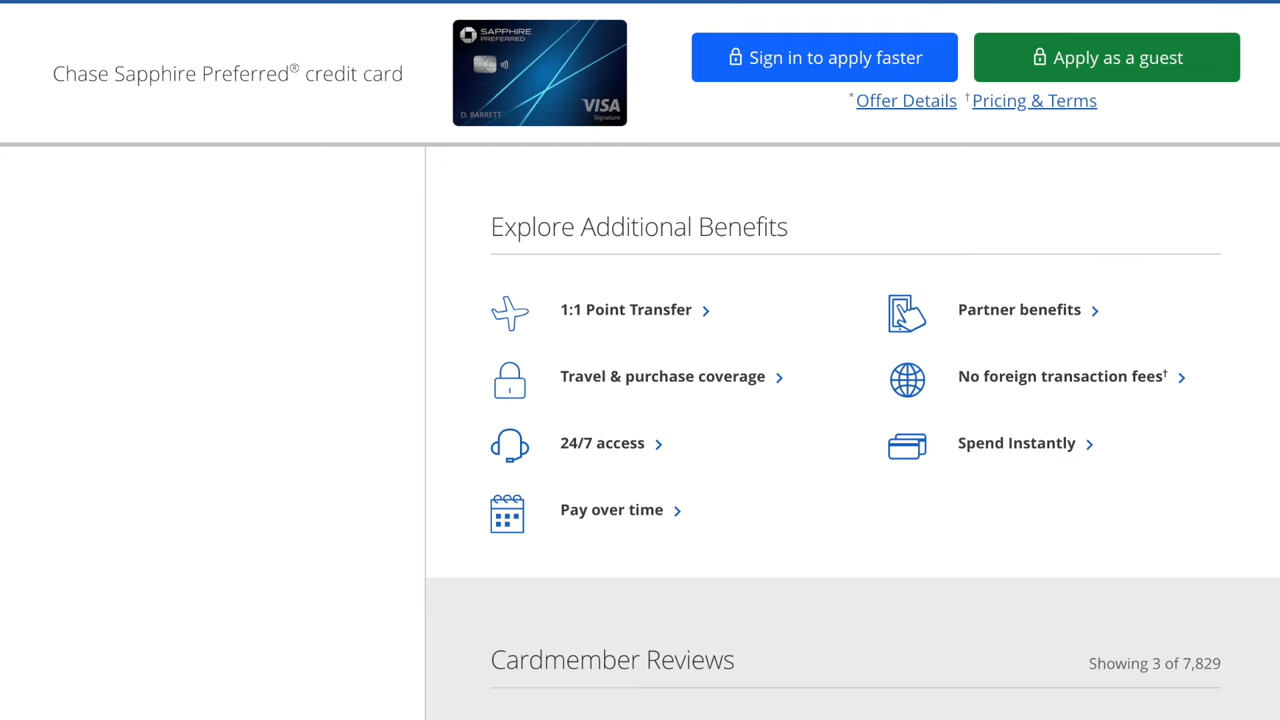 Chase Sapphire Preferred® credit card
SAPPHIRE
PREFERRED
D. BARRETT
VISA
Signature
Sign in to apply faster
Apply as a guest
*Offer Details †Pricing & Terms
Explore Additional Benefits
1:1 Point Transfer
Partner benefits
Travel & purchase coverage
No foreign transaction fees†
24/7 access
Spend Instantly
Pay over time
Cardmember Reviews
Showing 3 of 7,829